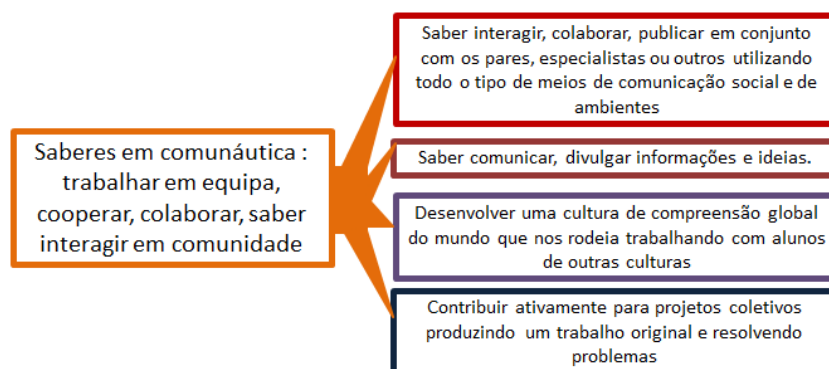 Saberes em comunáutica :
trabalhar em equipa,
cooperar, colaborar, saber
interagir em comunidade
Saber interagir, colaborar, publicar em conjunto
com os pares, especialistas ou outros utilizando
todo o tipo de meios de comunicação social e de
ambientes
Saber comunicar, divulgar informações e ideias.
Desenvolver uma cultura de compreensão global
do mundo que nos rodeia trabalhando com alunos
de outras culturas
Contribuir ativamente para projetos coletivos
produzindo um trabalho original e resolvendo
problemas